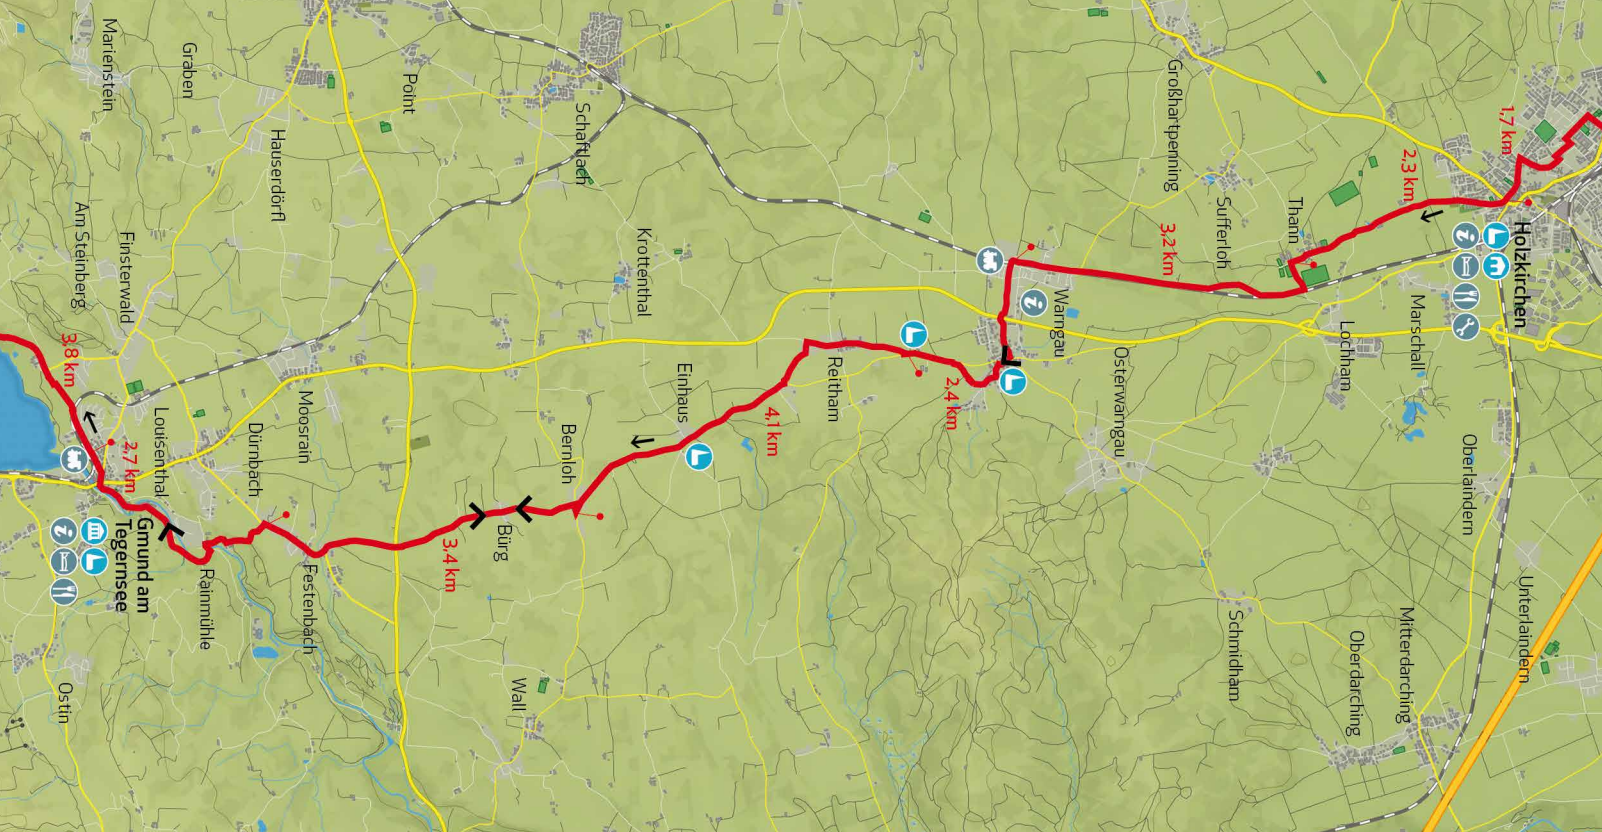 1,7 km
Holzkirchen
Unterlaindern
Oberlaindern
2,3 km
Marschall
Mitterdarching
Oberdarching
Lochham
Thann
Schmidham
Sufferloh
Großhartpenning
3,2 km
Osterwarngau
Warngau
2,4 km
Reitham
4,1 km
Einhaus
Krottenthal
Schaftlach
Bernloh
Wall
Bürg
3,4 km
Point
Festenbach
Moosrain
Hauserdörfl
Dürnbach
Rainmühle
Graben
Louisenthal
Gmund am
Tegernsee
2,7 km
Finsterwald
Marienstein
Am Steinberg
3,8 km
Ostin